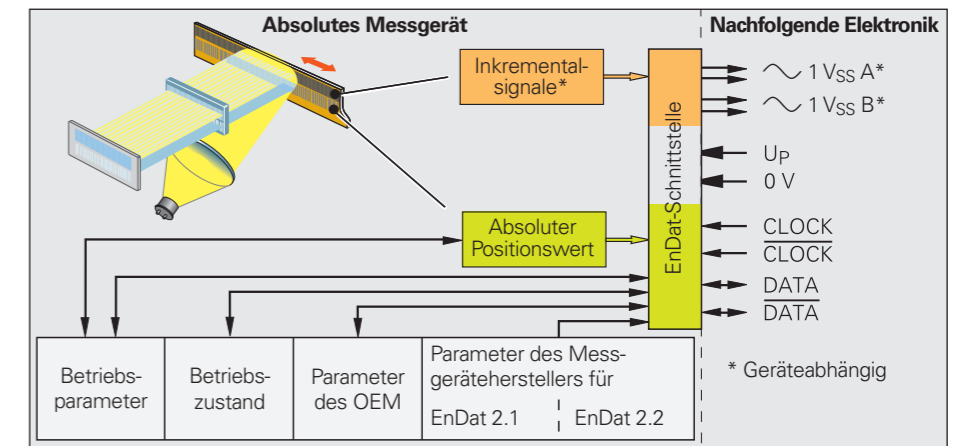 Absolutes Messgerät
Nachfolgende Elektronik
Inkremental-
signale*
EnDat-Schnittstelle
1 VSS A*
1 VSS B*
UP
0 V
Absoluter
Positionswert
CLOCK
CLOCK
DATA
DATA
Betriebs-
parameter
Betriebs-
zustand
Parameter
des OEM
Parameter des Mess-
geräteherstellers für
EnDat 2.1
EnDat 2.2
* Geräteabhängig